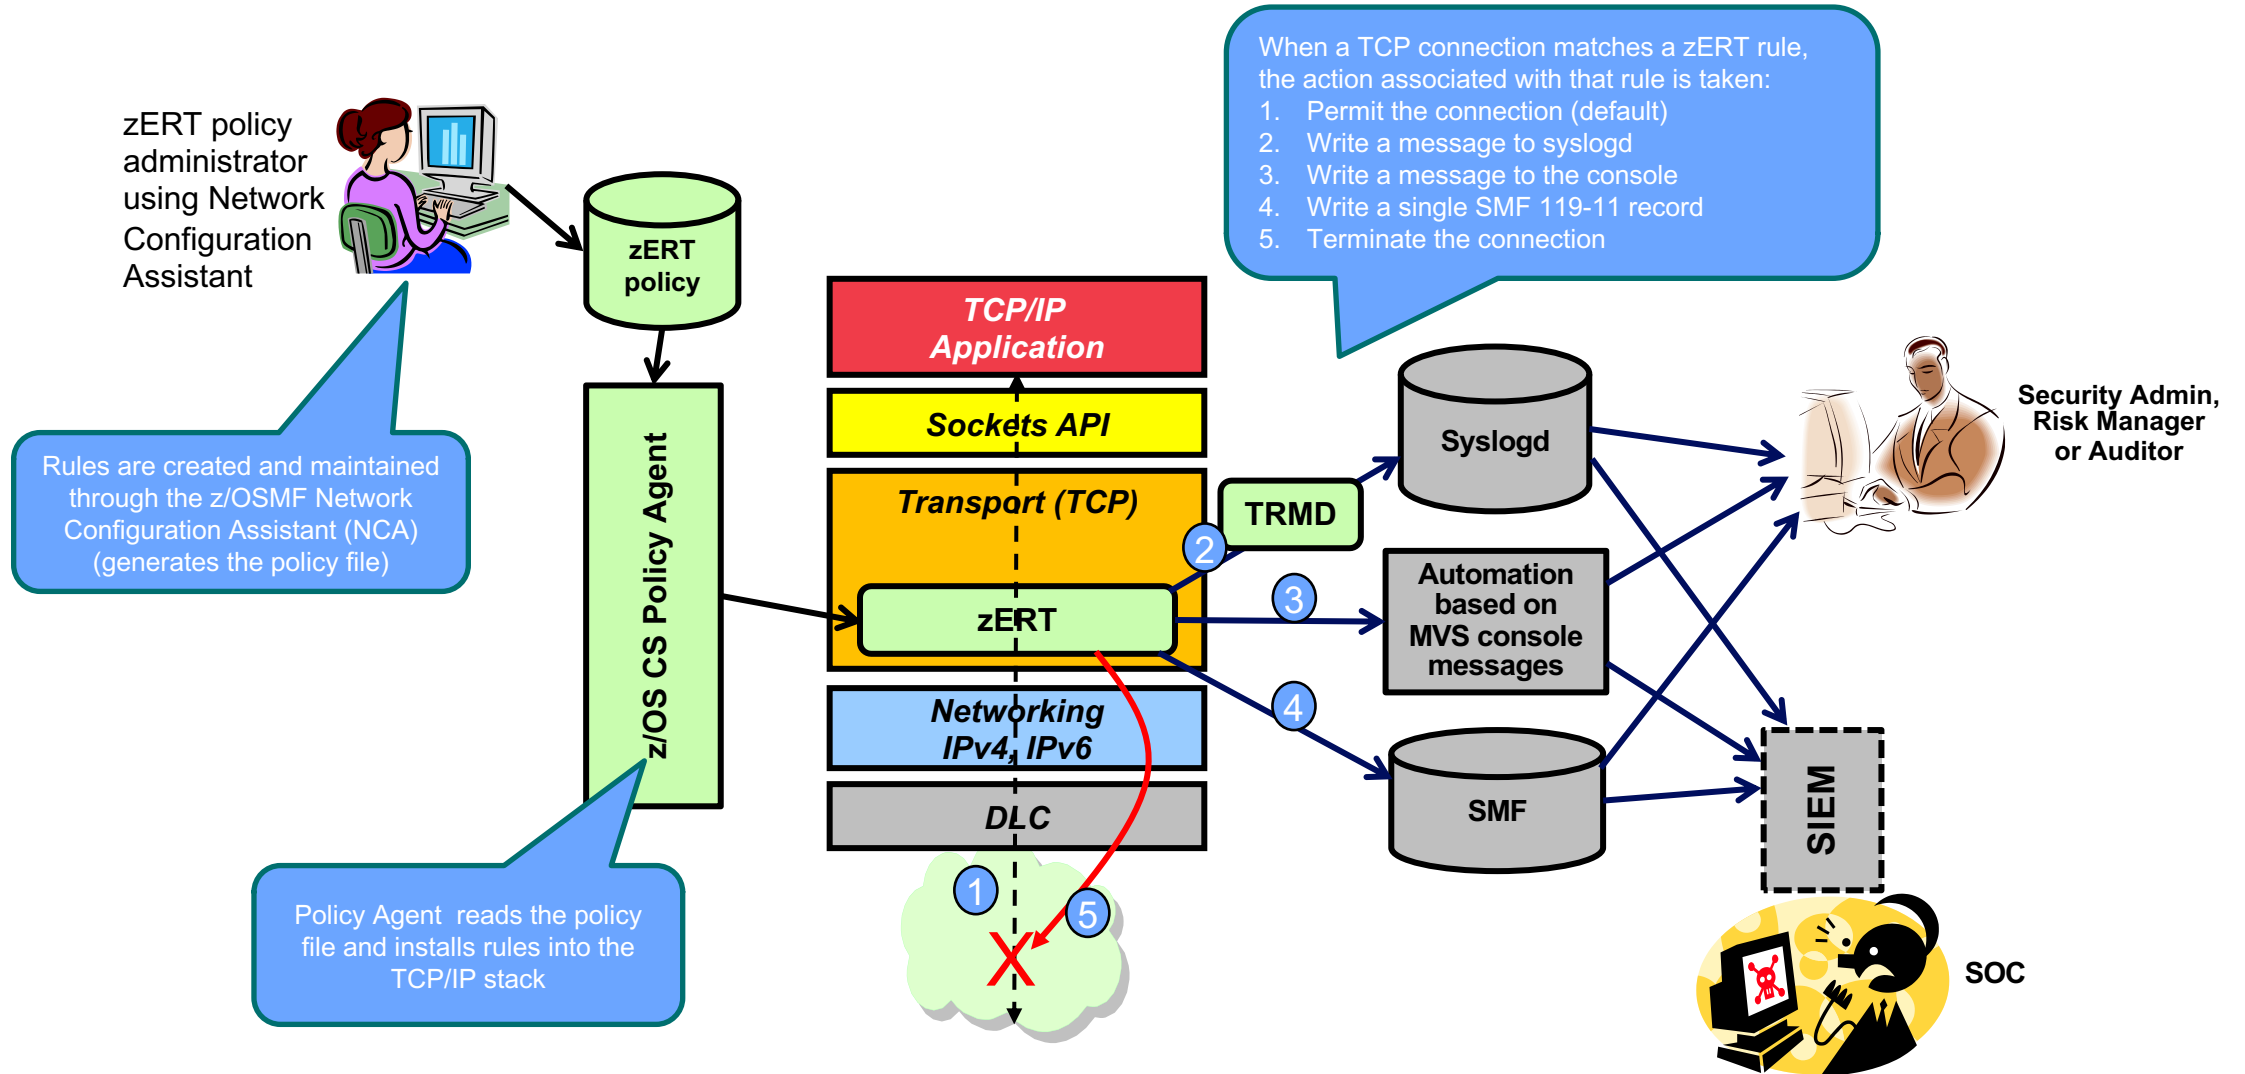 zERT policy
administrator
using Network
Configuration
Assistant
zERT
policy
When a TCP connection matches a zERT rule,
the action associated with that rule is taken:
1. Permit the connection (default)
2. Write a message to syslogd
3. Write a message to the console
4. Write a single SMF 119-11 record
5. Terminate the connection
Rules are created and maintained
through the z/OSMF Network
Configuration Assistant (NCA)
(generates the policy file)
z/OS CS Policy Agent
Policy Agent reads the policy
file and installs rules into the
TCP/IP stack
TCP/IP
Application
Sockets API
Transport (TCP)
zERT
Networking
IPv4, IPv6
DLC
1
5
X
2
TRMD
3
4
Syslogd
Automation
based on
MVS console
messages
SMF
Security Admin,
Risk Manager
or Auditor
SIEM
SOC